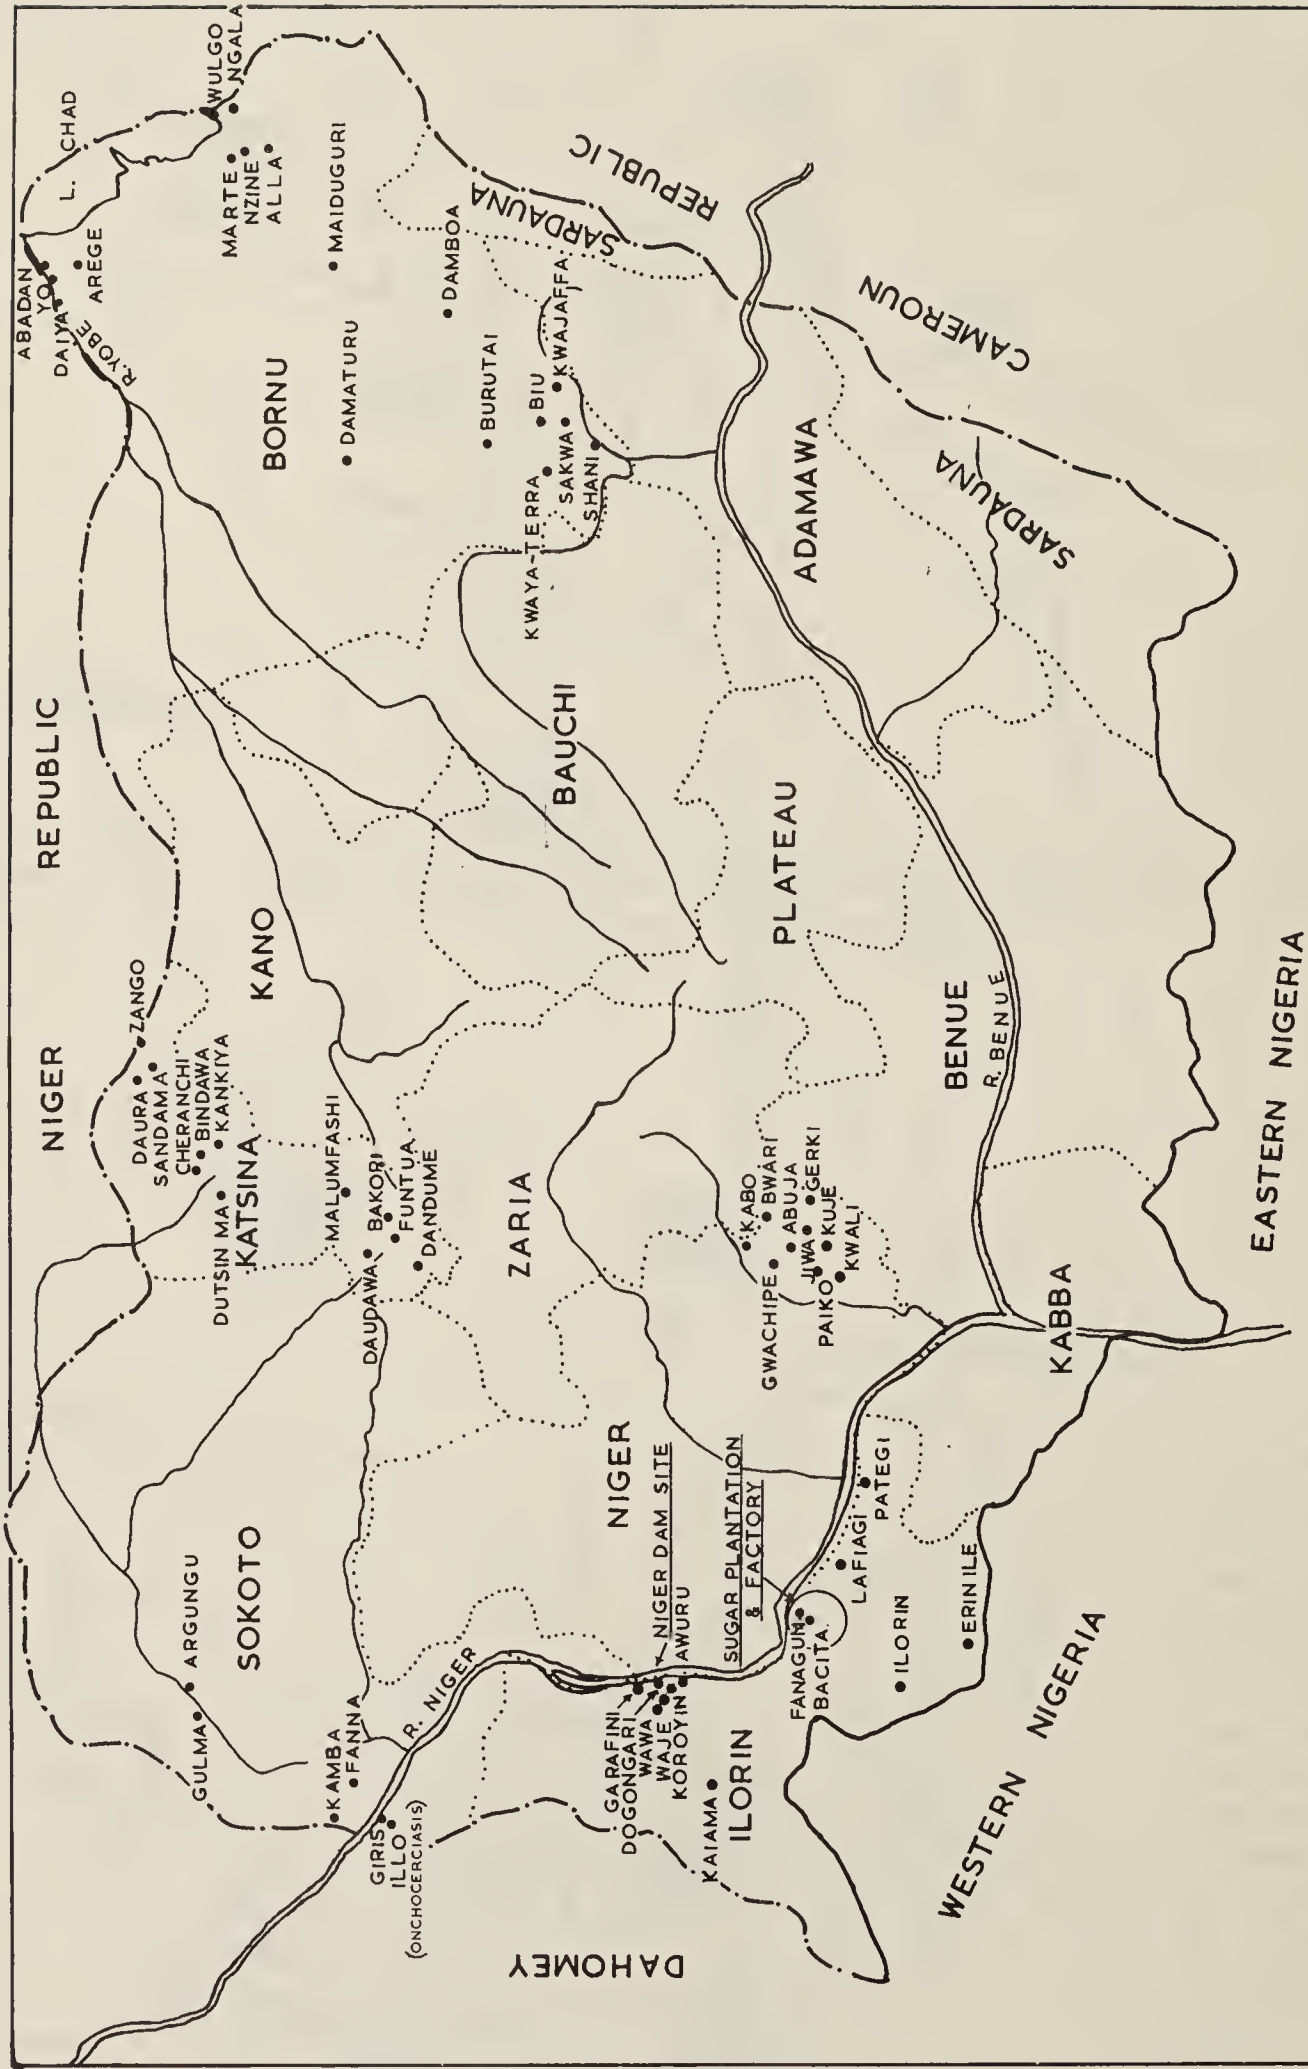 NIGER
REPUBLIC
L. CHAD
ABADAN
YO
DAIYA
AREGE
R. YOBE
WULGO
NGALA
MARTE
NZINE
ALLA
MAIDUGURI
BORNU
DAMATURU
DAMBOA
BURUTAI
BIU
KWAJAFFA
KWAYA-TERRA
SAKWA
SHANI
SARDAUNA
CAMEROUN
REPUBLIC
ZANGO
DAURA
SANDAMA
CHERANCHI
BINDAWA
KANKIYA
DUTSIN MA
KATSINA
KANO
MALUMFASHI
BAKORI
FUNTUA
DANDUME
DAUDAWA
ARGUNGU
GULMA
SOKOTO
KAMBA
FANNA
R. NIGER
GIRIS
ILLO
(ONCHOCERCIASIS)
ZARIA
BAUCHI
NIGER
NIGER DAM SITE
GARAFINI
DOGONGARI
WAWA
WAJE
KOROYIN
AWURU
KAIAMA
ILORIN
SUGAR PLANTATION
& FACTORY
FANAGUN
BACITA
LAFIAGI
PATEGI
ILORIN
ERIN ILE
KABO
BWARI
GWACHIPE
ABUJA
JIWA
GERKI
PAIKO
KUJE
KWALI
PLATEAU
ADAMAWA
SARDAUNA
BENUE
R. BENUE
KABBA
DAHOMEY
WESTERN NIGERIA
EASTERN NIGERIA